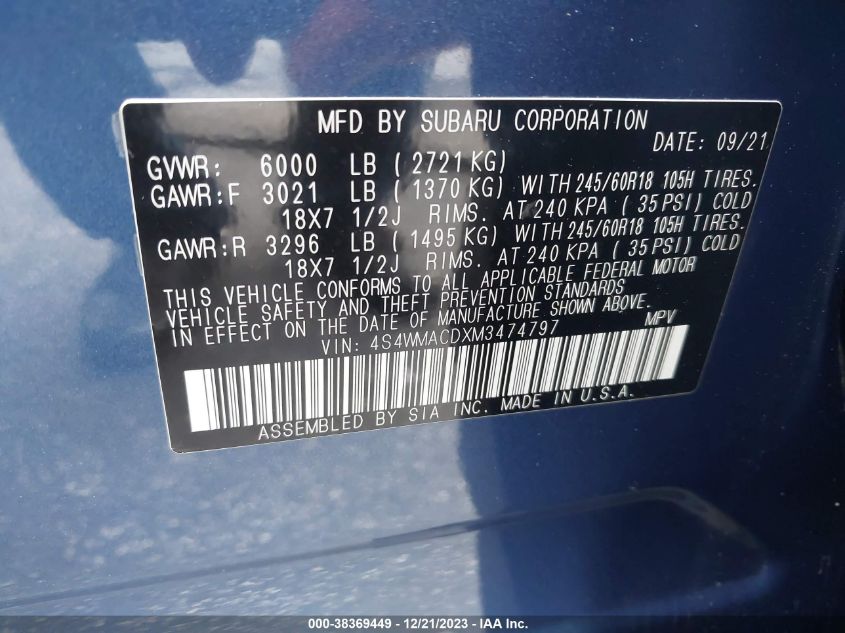 MFD BY SUBARU CORPORATION
DATE: 09/21
GVWR: 6000 LB ( 2721 KG)
GAWR:F 3021 LB ( 1370 KG) WITH 245/60R18 105H TIRES.
18X7 1/2J RIMS. AT 240 KPA ( 35 PSI) COLD
GAWR:R 3296 LB ( 1495 KG) WITH 245/60R18 105H TIRES.
18X7 1/2J RIMS. AT 240 KPA ( 35 PSI) COLD
THIS VEHICLE CONFORMS TO ALL APPLICABLE FEDERAL MOTOR
VEHICLE SAFETY AND THEFT PREVENTION STANDARDS
IN EFFECT ON THE DATE OF MANUFACTURE SHOWN ABOVE.
VIN: 4S4WMACDXM3474797 MPV
ASSEMBLED BY SIA INC. MADE IN U.S.A.
000-38369449 - 12/21/2023 - IAA Inc.